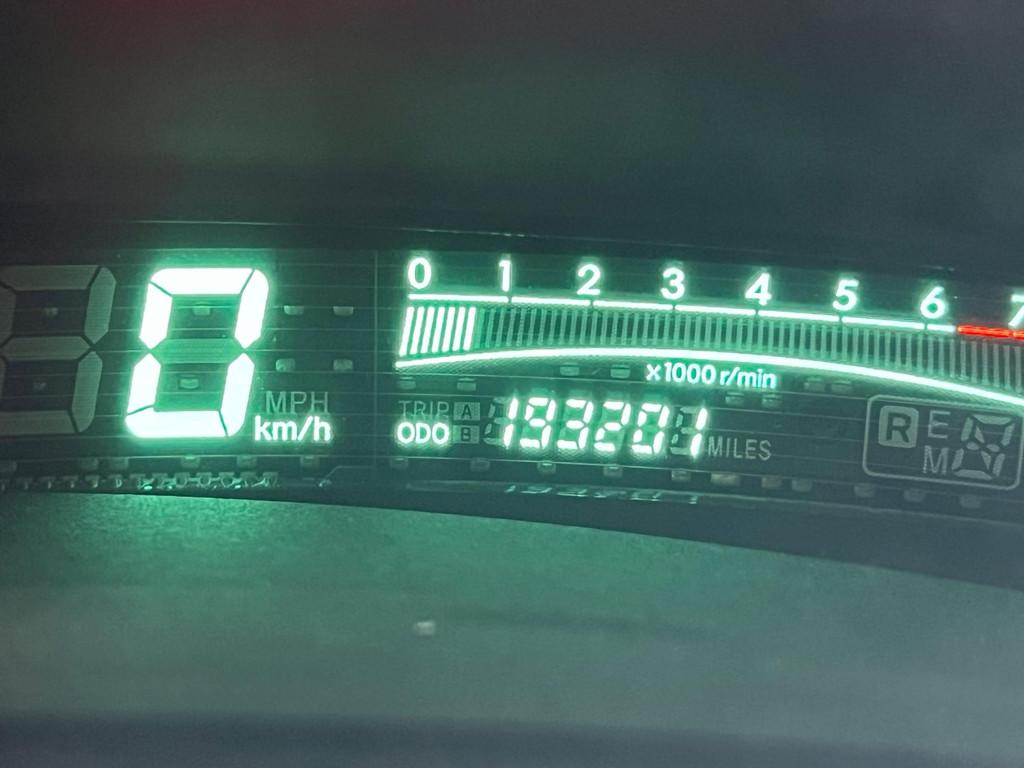 0 1 2 3 4 5 6 7
0
x1000 r/min
MPH
km/h
TRIP A
ODO B
193201
MILES
R E
M